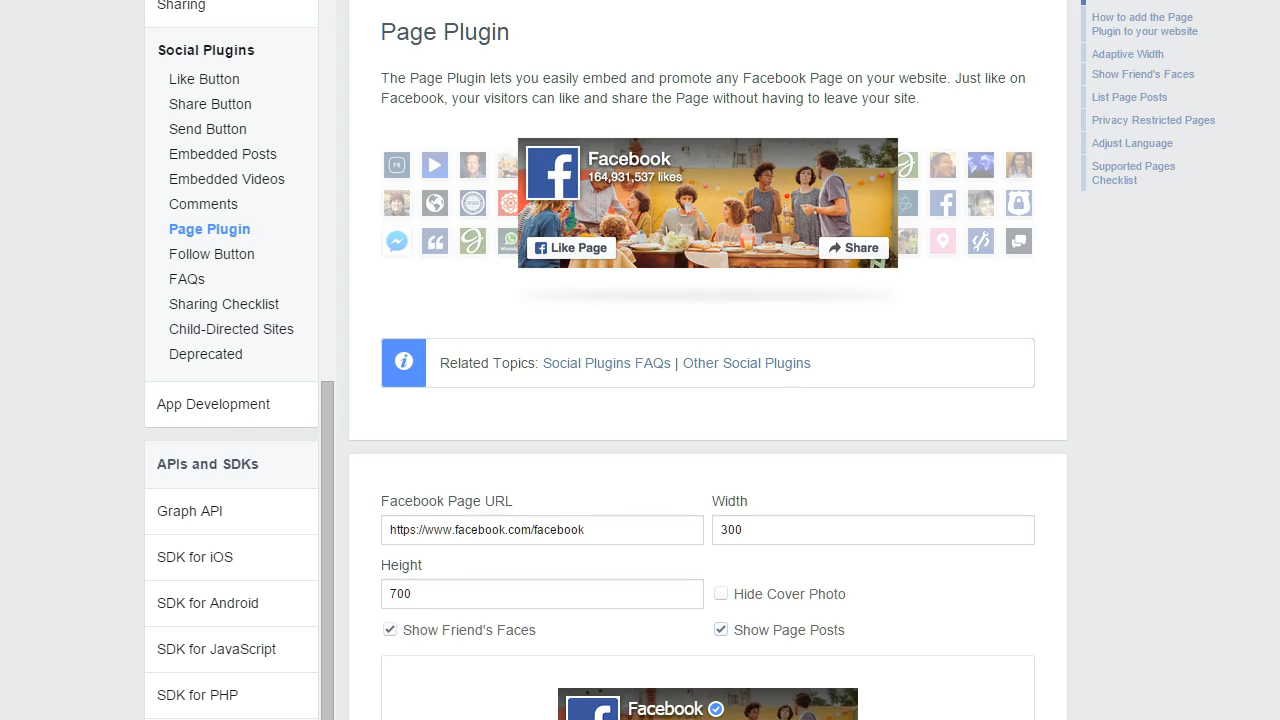 Sharing
Social Plugins
Like Button
Share Button
Send Button
Embedded Posts
Embedded Videos
Comments
Page Plugin
Follow Button
FAQs
Sharing Checklist
Child-Directed Sites
Deprecated
App Development
APIs and SDKs
Graph API
SDK for iOS
SDK for Android
SDK for JavaScript
SDK for PHP
Page Plugin
The Page Plugin lets you easily embed and promote any Facebook Page on your website. Just like on
Facebook, your visitors can like and share the Page without having to leave your site.
Facebook
164,931,537 likes
Like Page
Share
Related Topics: Social Plugins FAQs | Other Social Plugins
Facebook Page URL
Width
https://www.facebook.com/facebook
300
Height
700
Hide Cover Photo
Show Friend's Faces
Show Page Posts
Facebook
How to add the Page
Plugin to your website
Adaptive Width
Show Friend's Faces
List Page Posts
Privacy Restricted Pages
Adjust Language
Supported Pages
Checklist